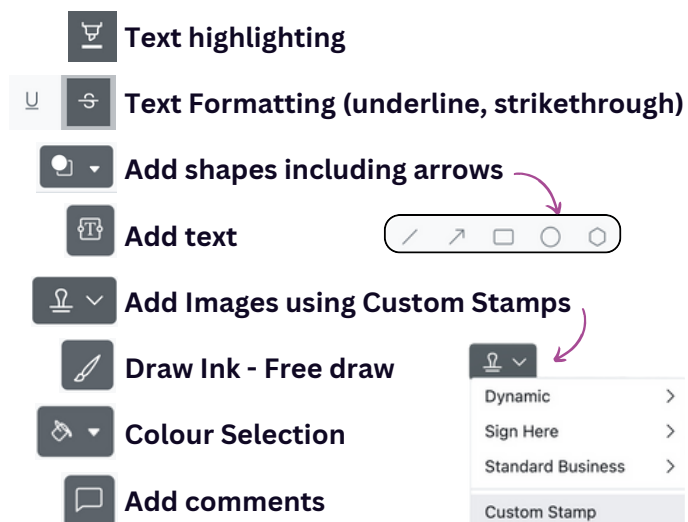 Text highlighting
U S Text Formatting (underline, strikethrough)
Add shapes including arrows
T Add text
Add Images using Custom Stamps
Draw Ink - Free draw
Dynamic
Sign Here
Colour Selection
Standard Business
Add comments
Custom Stamp